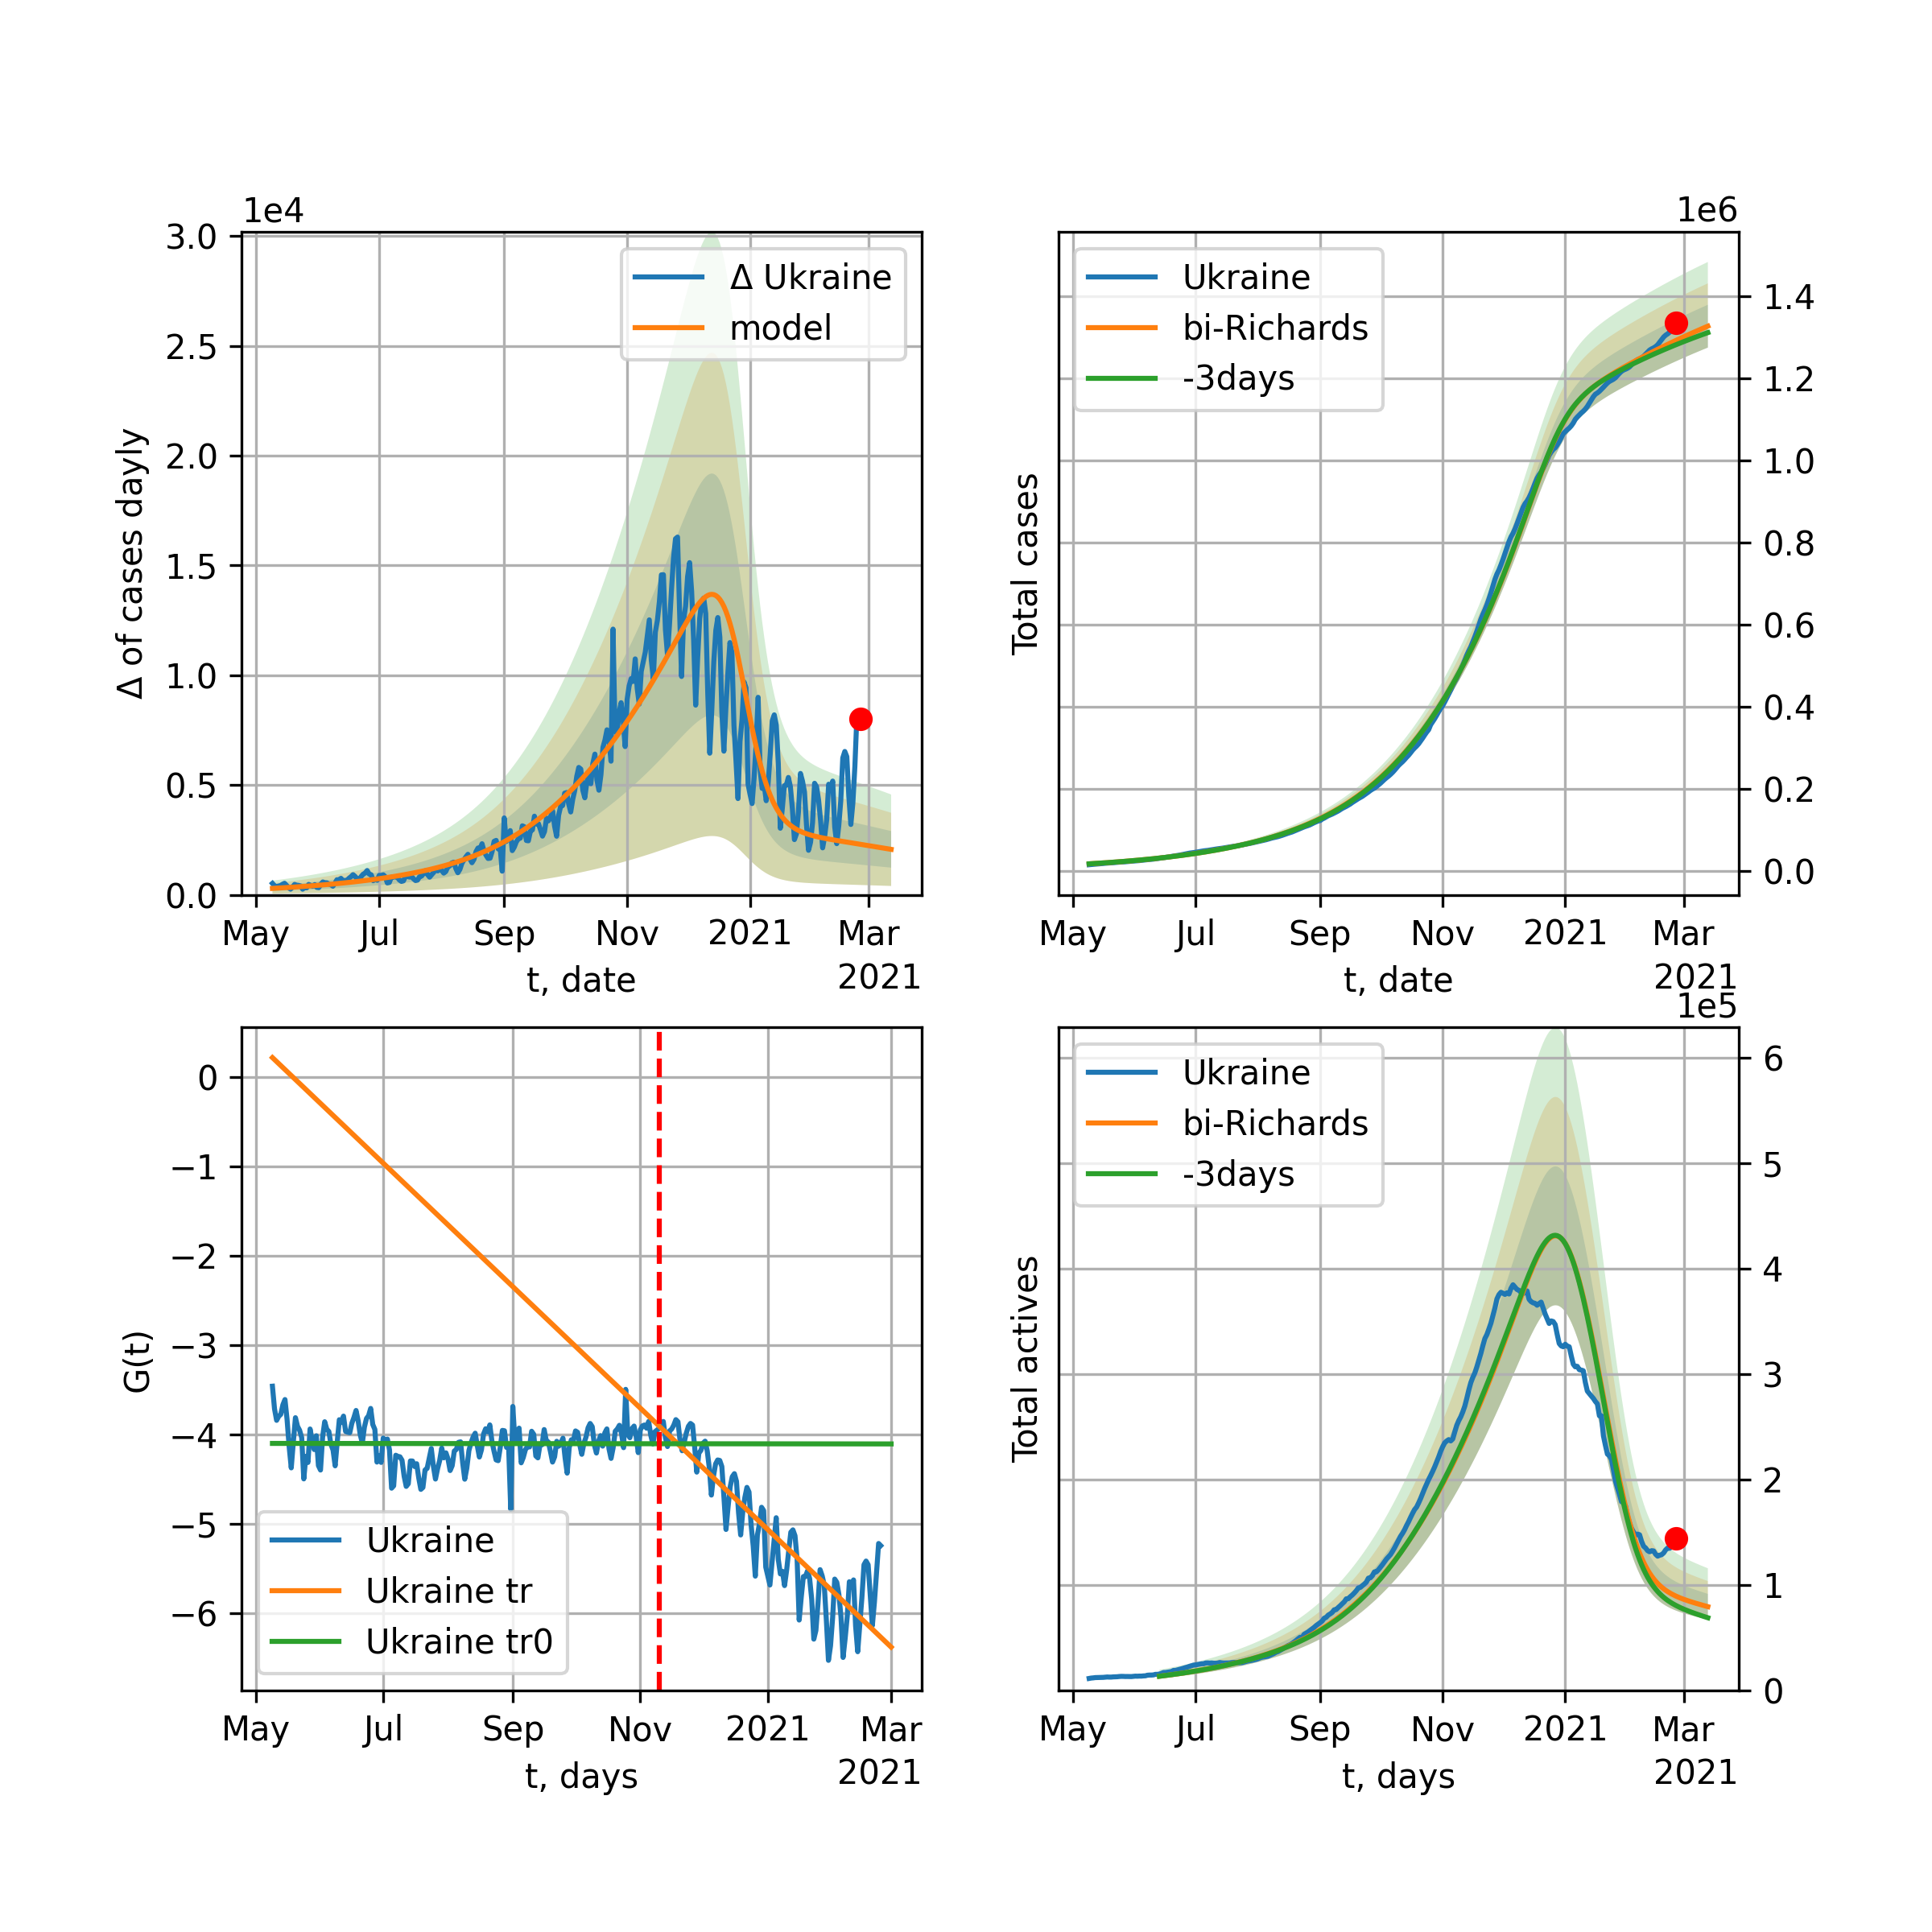 1e4
3.0
2.5
2.0
1.5
1.0
0.5
0.0
Δ of cases dayly
Δ Ukraine
model
May Jul Sep Nov 2021 Mar
t, date 2021
1e6
Ukraine
bi-Richards
-3days
Total cases
1.4
1.2
1.0
0.8
0.6
0.4
0.2
0.0
May Jul Sep Nov 2021 Mar
t, date 2021
0
−1
−2
−3
−4
−5
−6
G(t)
Ukraine
Ukraine tr
Ukraine tr0
May Jul Sep Nov 2021 Mar
t, days 2021
1e5
Ukraine
bi-Richards
-3days
Total actives
6
5
4
3
2
1
0
May Jul Sep Nov 2021 Mar
t, days 2021